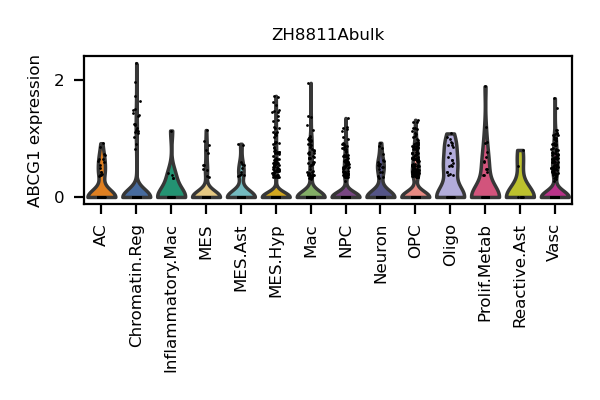 ZH8811Abulk
ABCG1 expression
2
0
AC
Chromatin.Reg
Inflammatory.Mac
MES
MES.Ast
MES.Hyp
Mac
NPC
Neuron
OPC
Oligo
Prolif.Metab
Reactive.Ast
Vasc